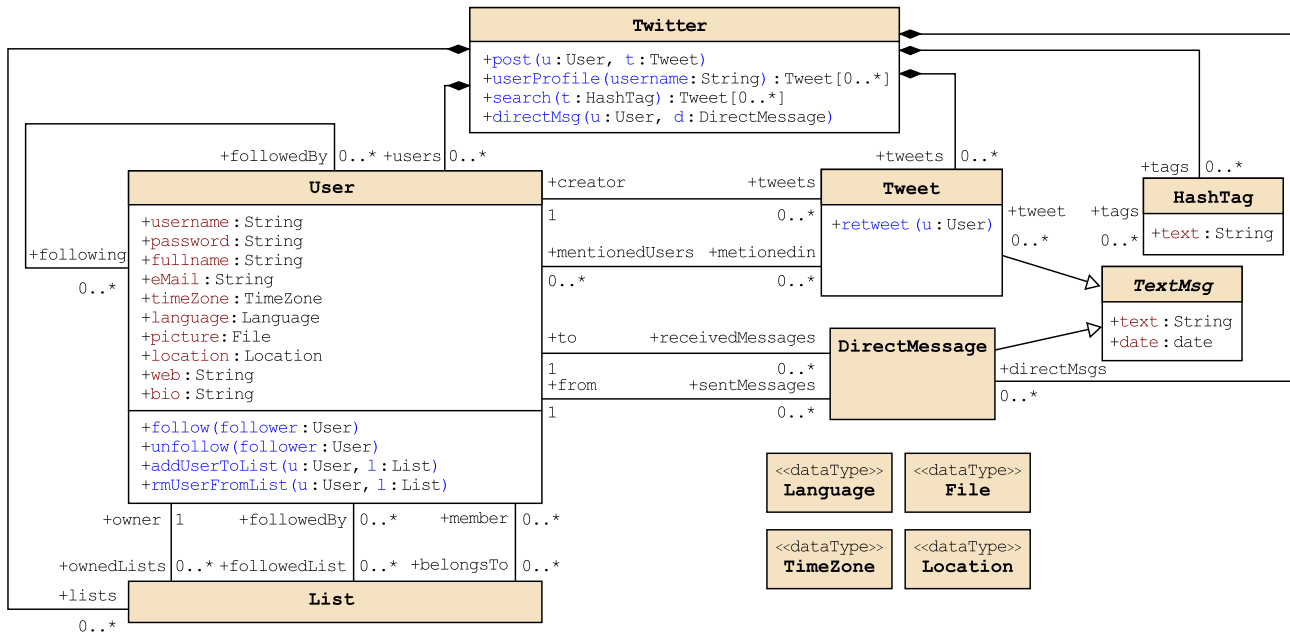 Twitter
+post(u:User, t:Tweet)
+userProfile(username:String):Tweet[0..*]
+search(t:HashTag):Tweet[0..*]
+directMsg(u:User, d:DirectMessage)
+followedBy 0..* +users 0..*
+tweets 0..*
+tags 0..*
User
+username:String
+password:String
+fullname:String
+eMail:String
+timeZone:TimeZone
+language:Language
+picture:File
+location:Location
+web:String
+bio:String
+follow(follower:User)
+unfollow(follower:User)
+addUserToList(u:User, l:List)
+rmUserFromList(u:User, l:List)
+following
0..*
+creator +tweets
1 0..*
+mentionedUsers +metionedin
0..* 0..*
+to +receivedMessages
1 0..*
+from +sentMessages
1 0..*
Tweet
+retweet(u:User)
+tweet +tags
0..* 0..*
HashTag
+text:String
TextMsg
+text:String
+date:date
DirectMessage
+directMsgs
0..*
<<dataType>>
Language
<<dataType>>
File
<<dataType>>
TimeZone
<<dataType>>
Location
+owner 1 +followedBy 0..* +member 0..*
+ownedLists 0..* +followedList 0..* +belongsTo 0..*
+lists
0..*
List